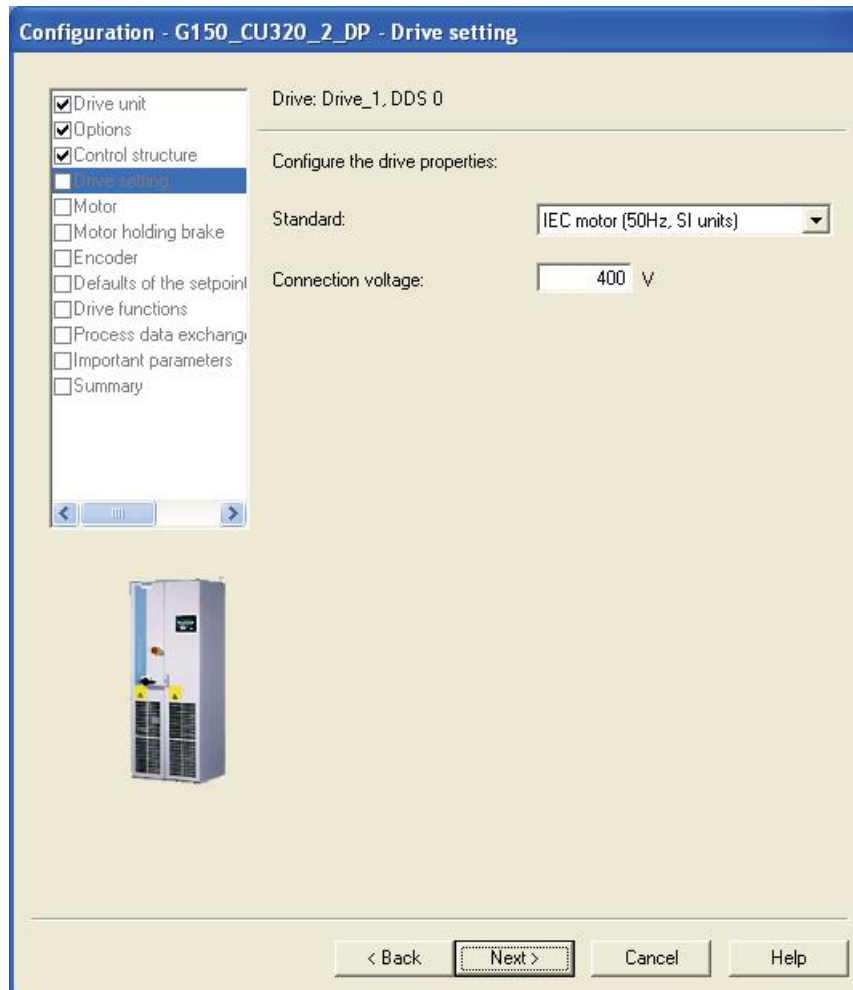 Configuration - G150_CU320_2_DP - Drive setting
Drive unit
Options
Control structure
Drive setting
Motor
Motor holding brake
Encoder
Defaults of the setpoint
Drive functions
Process data exchang
Important parameters
Summary
Drive: Drive_1, DDS 0
Configure the drive properties:
Standard: IEC motor (50Hz, SI units)
Connection voltage: 400 V
< Back Next > Cancel Help